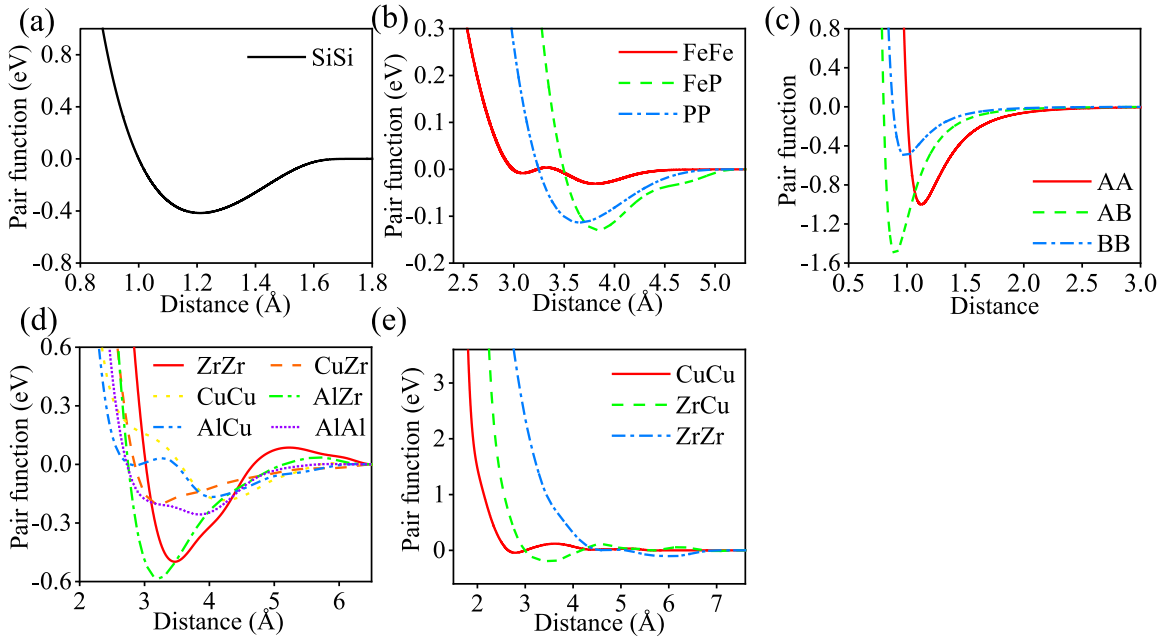 (a)
0.8
0.4
0.0
-0.4
-0.8
Pair function (eV)
SiSi
0.8 1.0 1.2 1.4 1.6 1.8
Distance (Å)
(b)
0.3
0.2
0.1
0.0
-0.1
-0.2
Pair function (eV)
FeFe
FeP
PP
2.5 3.0 3.5 4.0 4.5 5.0
Distance (Å)
(c)
0.8
0.4
0.0
-0.4
-0.8
-1.2
-1.6
Pair function
AA
AB
BB
0.5 1.0 1.5 2.0 2.5 3.0
Distance
(d)
0.6
0.3
0.0
-0.3
-0.6
Pair function (eV)
ZrZr CuZr
CuCu AlZr
AlCu AlAl
2 3 4 5 6
Distance (Å)
(e)
3
2
1
0
Pair function (eV)
CuCu
ZrCu
ZrZr
2 3 4 5 6 7
Distance (Å)